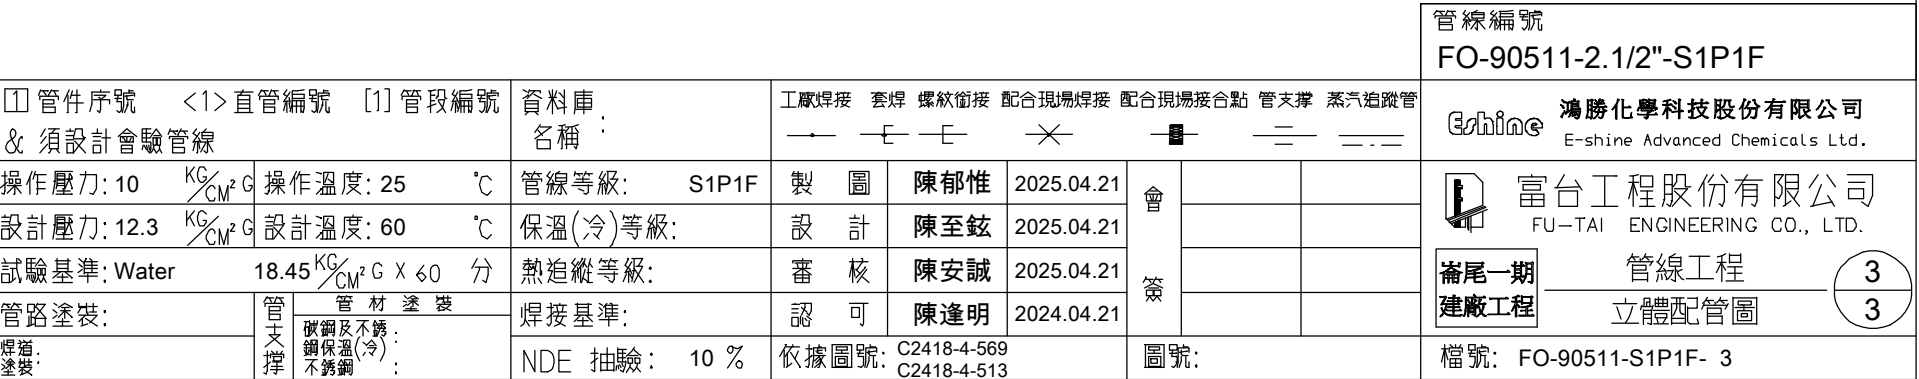 管線編號
FO-90511-2.1/2"-S1P1F
1 管件序號 <1>直管編號 [1] 管段編號
& 須設計會驗管線
資料庫
名稱 :
工廠焊接 套焊 螺紋銜接 配合現場焊接 配合現場接合點 管支撐 蒸汽追蹤管
Eshine 鴻勝化學科技股份有限公司
E-shine Advanced Chemicals Ltd.
操作壓力: 10 KG/CM² G 操作溫度: 25 °C 管線等級: S1P1F 製 圖 陳郁惟 2025.04.21
設計壓力: 12.3 KG/CM² G 設計溫度: 60 °C 保溫(冷)等級: 設 計 陳至鉉 2025.04.21
試驗基準: Water 18.45 KG/CM² G X 60 分 熱追縱等級: 審 核 陳安誠 2025.04.21
管路塗裝: 管支撐 管材塗裝 焊接基準: 認 可 陳逢明 2024.04.21
會簽
碳鋼及不銹鋼保溫(冷) :
不銹鋼 :
焊道塗裝:
NDE 抽驗: 10 %
依據圖號: C2418-4-569
C2418-4-513
圖號:
富台工程股份有限公司
FU-TAI ENGINEERING CO., LTD.
崙尾一期
建廠工程
管線工程
立體配管圖
3
3
檔號: FO-90511-S1P1F- 3